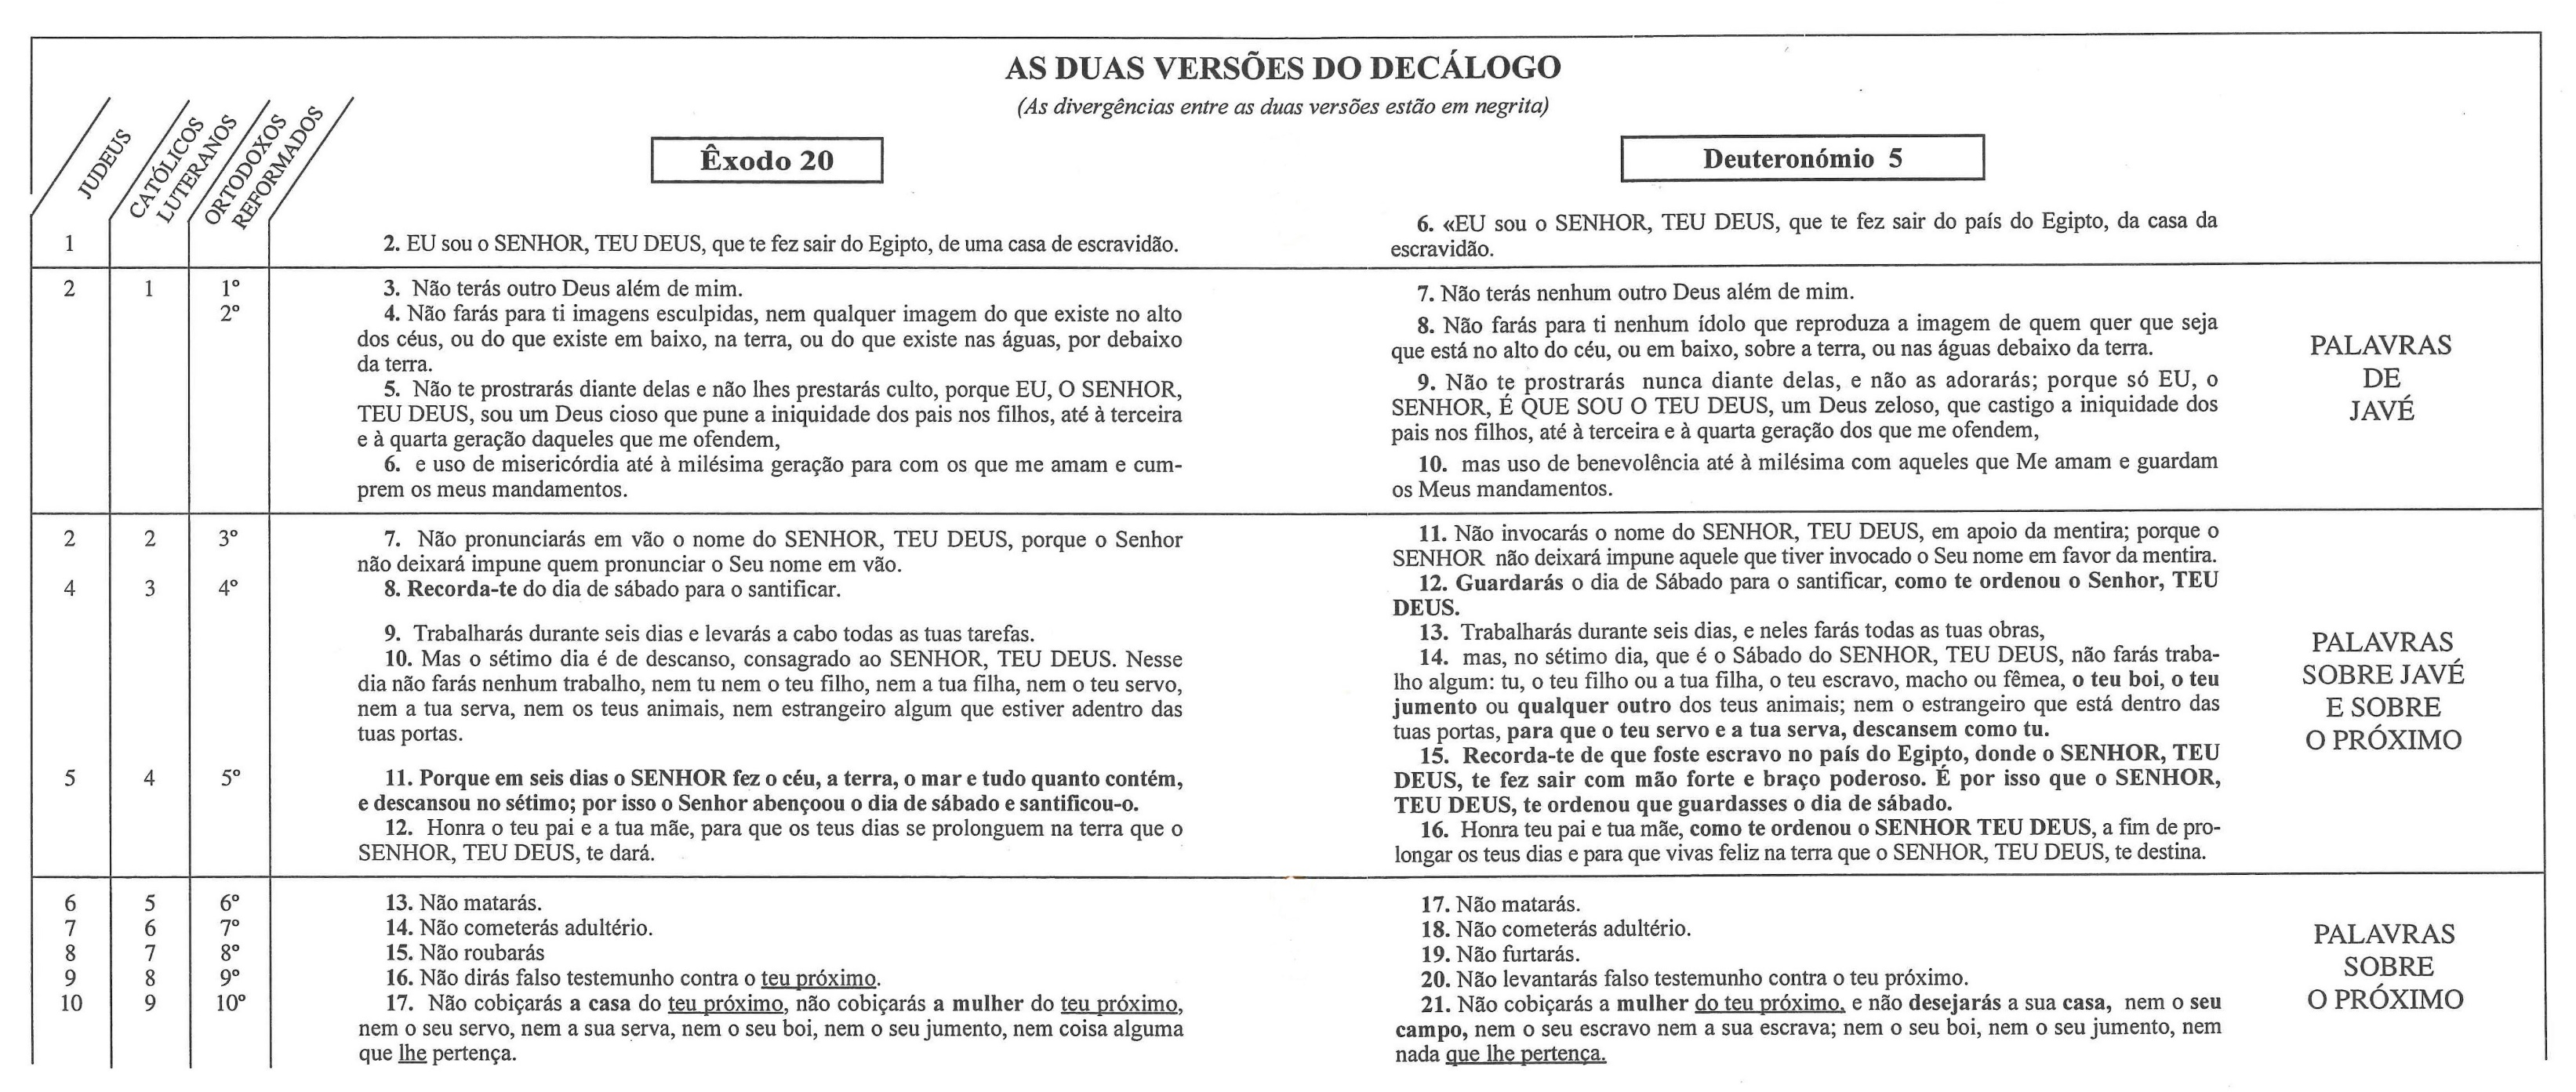 AS DUAS VERSÕES DO DECÁLOGO
(As divergências entre as duas versões estão em negrita)
JUDEUS
CATÓLICOS
LUTERANOS
ORTODOXOS
REFORMADOS
Êxodo 20
Deuteronómio 5
1
2. EU sou o SENHOR, TEU DEUS, que te fez sair do Egipto, de uma casa de escravidão.
6. «EU sou o SENHOR, TEU DEUS, que te fez sair do país do Egipto, da casa da
escravidão.
2 1 1º
2º
3. Não terás outro Deus além de mim.
4. Não farás para ti imagens esculpidas, nem qualquer imagem do que existe no alto
dos céus, ou do que existe em baixo, na terra, ou do que existe nas águas, por debaixo
da terra.
5. Não te prostrarás diante delas e não lhes prestarás culto, porque EU, O SENHOR,
TEU DEUS, sou um Deus cioso que pune a iniquidade dos pais nos filhos, até à terceira
e à quarta geração daqueles que me ofendem,
6. e uso de misericórdia até à milésima geração para com os que me amam e cum-
prem os meus mandamentos.
7. Não terás nenhum outro Deus além de mim.
8. Não farás para ti nenhum ídolo que reproduza a imagem de quem quer que seja
que está no alto do céu, ou em baixo, sobre a terra, ou nas águas debaixo da terra.
9. Não te prostrarás nunca diante delas, e não as adorarás; porque só EU, o
SENHOR, É QUE SOU O TEU DEUS, um Deus zeloso, que castigo a iniquidade dos
pais nos filhos, até à terceira e à quarta geração dos que me ofendem,
10. mas uso de benevolência até à milésima com aqueles que Me amam e guardam
os Meus mandamentos.
PALAVRAS
DE
JAVÉ
2 2 3º
4 3 4º
5 4 5º
7. Não pronunciarás em vão o nome do SENHOR, TEU DEUS, porque o Senhor
não deixará impune quem pronunciar o Seu nome em vão.
8. Recorda-te do dia de sábado para o santificar.
9. Trabalharás durante seis dias e levarás a cabo todas as tuas tarefas.
10. Mas o sétimo dia é de descanso, consagrado ao SENHOR, TEU DEUS. Nesse
dia não farás nenhum trabalho, nem tu nem o teu filho, nem a tua filha, nem o teu servo,
nem a tua serva, nem os teus animais, nem estrangeiro algum que estiver adentro das
tuas portas.
11. Porque em seis dias o SENHOR fez o céu, a terra, o mar e tudo quanto contém,
e descansou no sétimo; por isso o Senhor abençoou o dia de sábado e santificou-o.
12. Honra o teu pai e a tua mãe, para que os teus dias se prolonguem na terra que o
SENHOR, TEU DEUS, te dará.
11. Não invocarás o nome do SENHOR, TEU DEUS, em apoio da mentira; porque o
SENHOR não deixará impune aquele que tiver invocado o Seu nome em favor da mentira.
12. Guardarás o dia de Sábado para o santificar, como te ordenou o Senhor, TEU
DEUS.
13. Trabalharás durante seis dias, e neles farás todas as tuas obras,
14. mas, no sétimo dia, que é o Sábado do SENHOR, TEU DEUS, não farás traba-
lho algum: tu, o teu filho ou a tua filha, o teu escravo, macho ou fêmea, o teu boi, o teu
jumento ou qualquer outro dos teus animais; nem o estrangeiro que está dentro das
tuas portas, para que o teu servo e a tua serva, descansem como tu.
15. Recorda-te de que foste escravo no país do Egipto, donde o SENHOR, TEU
DEUS, te fez sair com mão forte e braço poderoso. É por isso que o SENHOR,
TEU DEUS, te ordenou que guardasses o dia de sábado.
16. Honra teu pai e tua mãe, como te ordenou o SENHOR TEU DEUS, a fim de pro-
longar os teus dias e para que vivas feliz na terra que o SENHOR, TEU DEUS, te destina.
PALAVRAS
SOBRE JAVÉ
E SOBRE
O PRÓXIMO
6 5 6º
7 6 7º
8 7 8º
9 8 9º
10 9 10º
13. Não matarás.
14. Não cometerás adultério.
15. Não roubarás
16. Não dirás falso testemunho contra o teu próximo.
17. Não cobiçarás a casa do teu próximo, não cobiçarás a mulher do teu próximo,
nem o seu servo, nem a sua serva, nem o seu boi, nem o seu jumento, nem coisa alguma
que lhe pertença.
17. Não matarás.
18. Não cometerás adultério.
19. Não furtarás.
20. Não levantarás falso testemunho contra o teu próximo.
21. Não cobiçarás a mulher do teu próximo, e não desejarás a sua casa, nem o seu
campo, nem o seu escravo nem a sua escrava; nem o seu boi, nem o seu jumento, nem
nada que lhe pertença.
PALAVRAS
SOBRE
O PRÓXIMO